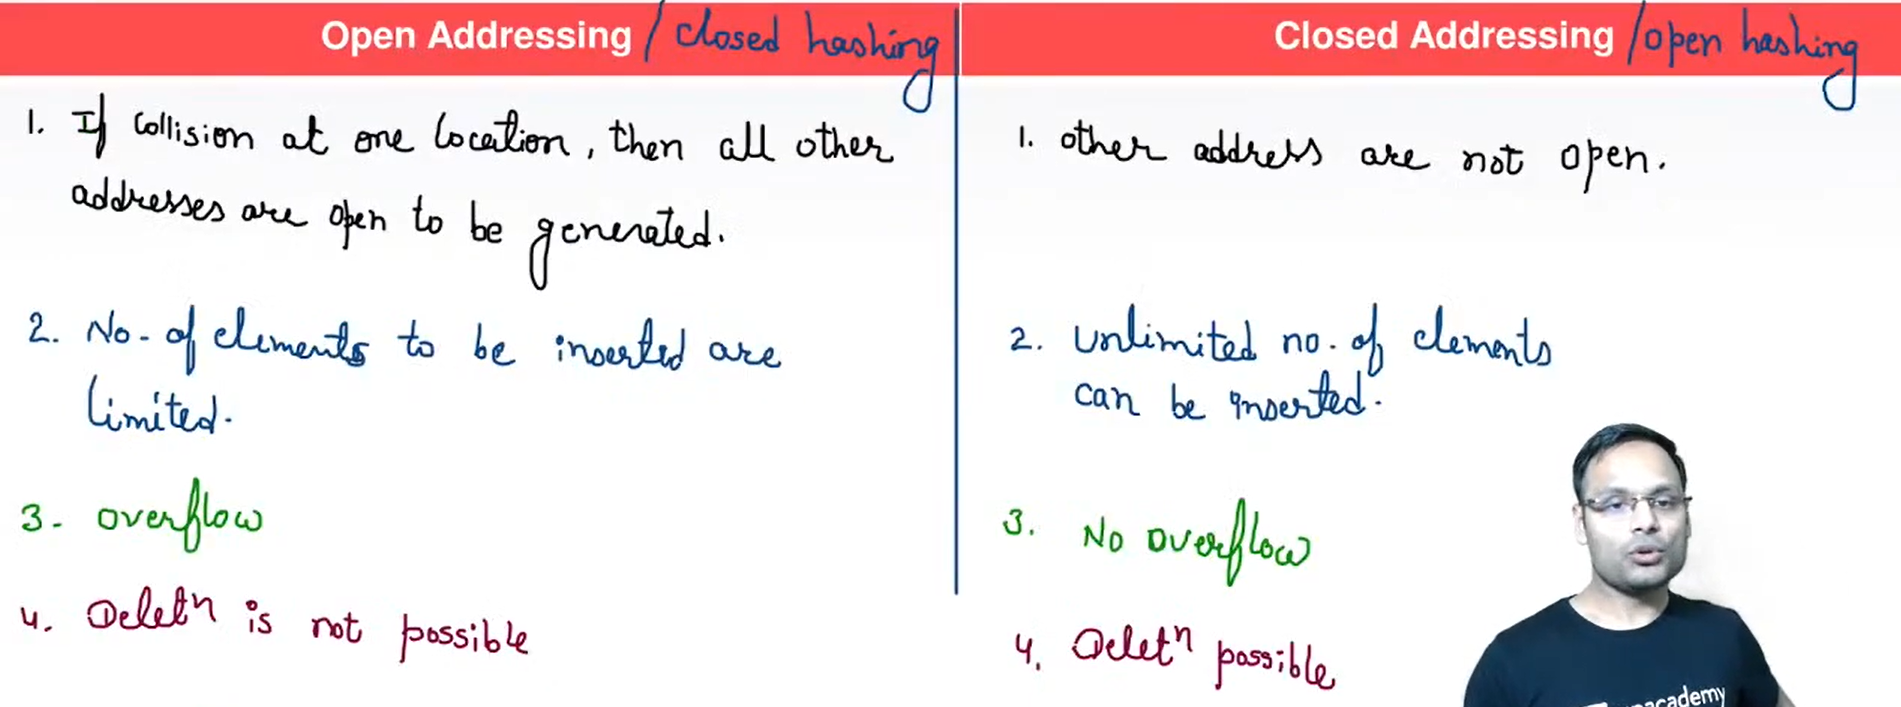 Open Addressing / closed hashing
1. If collision at one location, then all other
addresses are open to be generated.
2. No. of elements to be inserted are
limited.
3. overflow
4. Deletⁿ is not possible
Closed Addressing / open hashing
1. other address are not open.
2. unlimited no. of elements
can be inserted.
3. No overflow
4. Deletⁿ possible